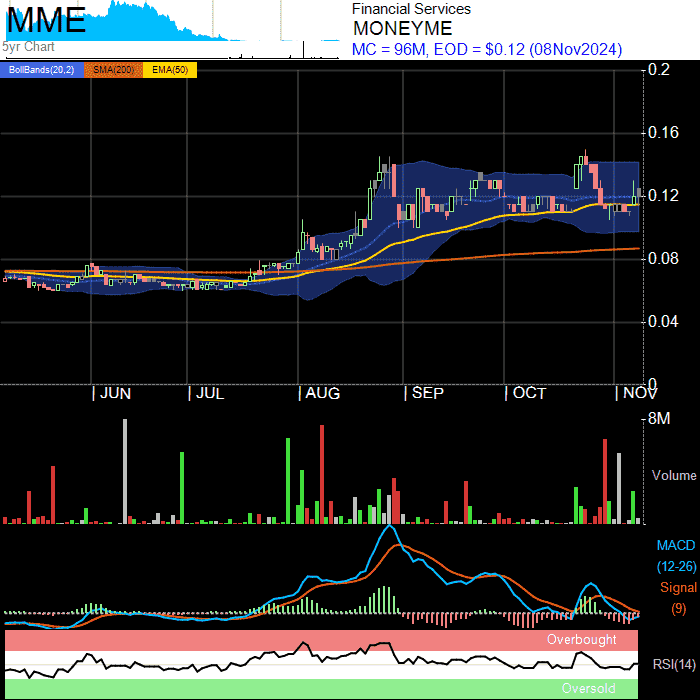 MME
Financial Services
MONEYME
5yr Chart
MC = 96M, EOD = $0.12 (08Nov2024)
BollBands(20,2) SMA(200) EMA(50)
0.2
0.16
0.12
0.08
0.04
0
| JUN | JUL | AUG | SEP | OCT | NOV
8M
Volume
MACD
(12-26)
Signal
(9)
Overbought
RSI(14)
Oversold